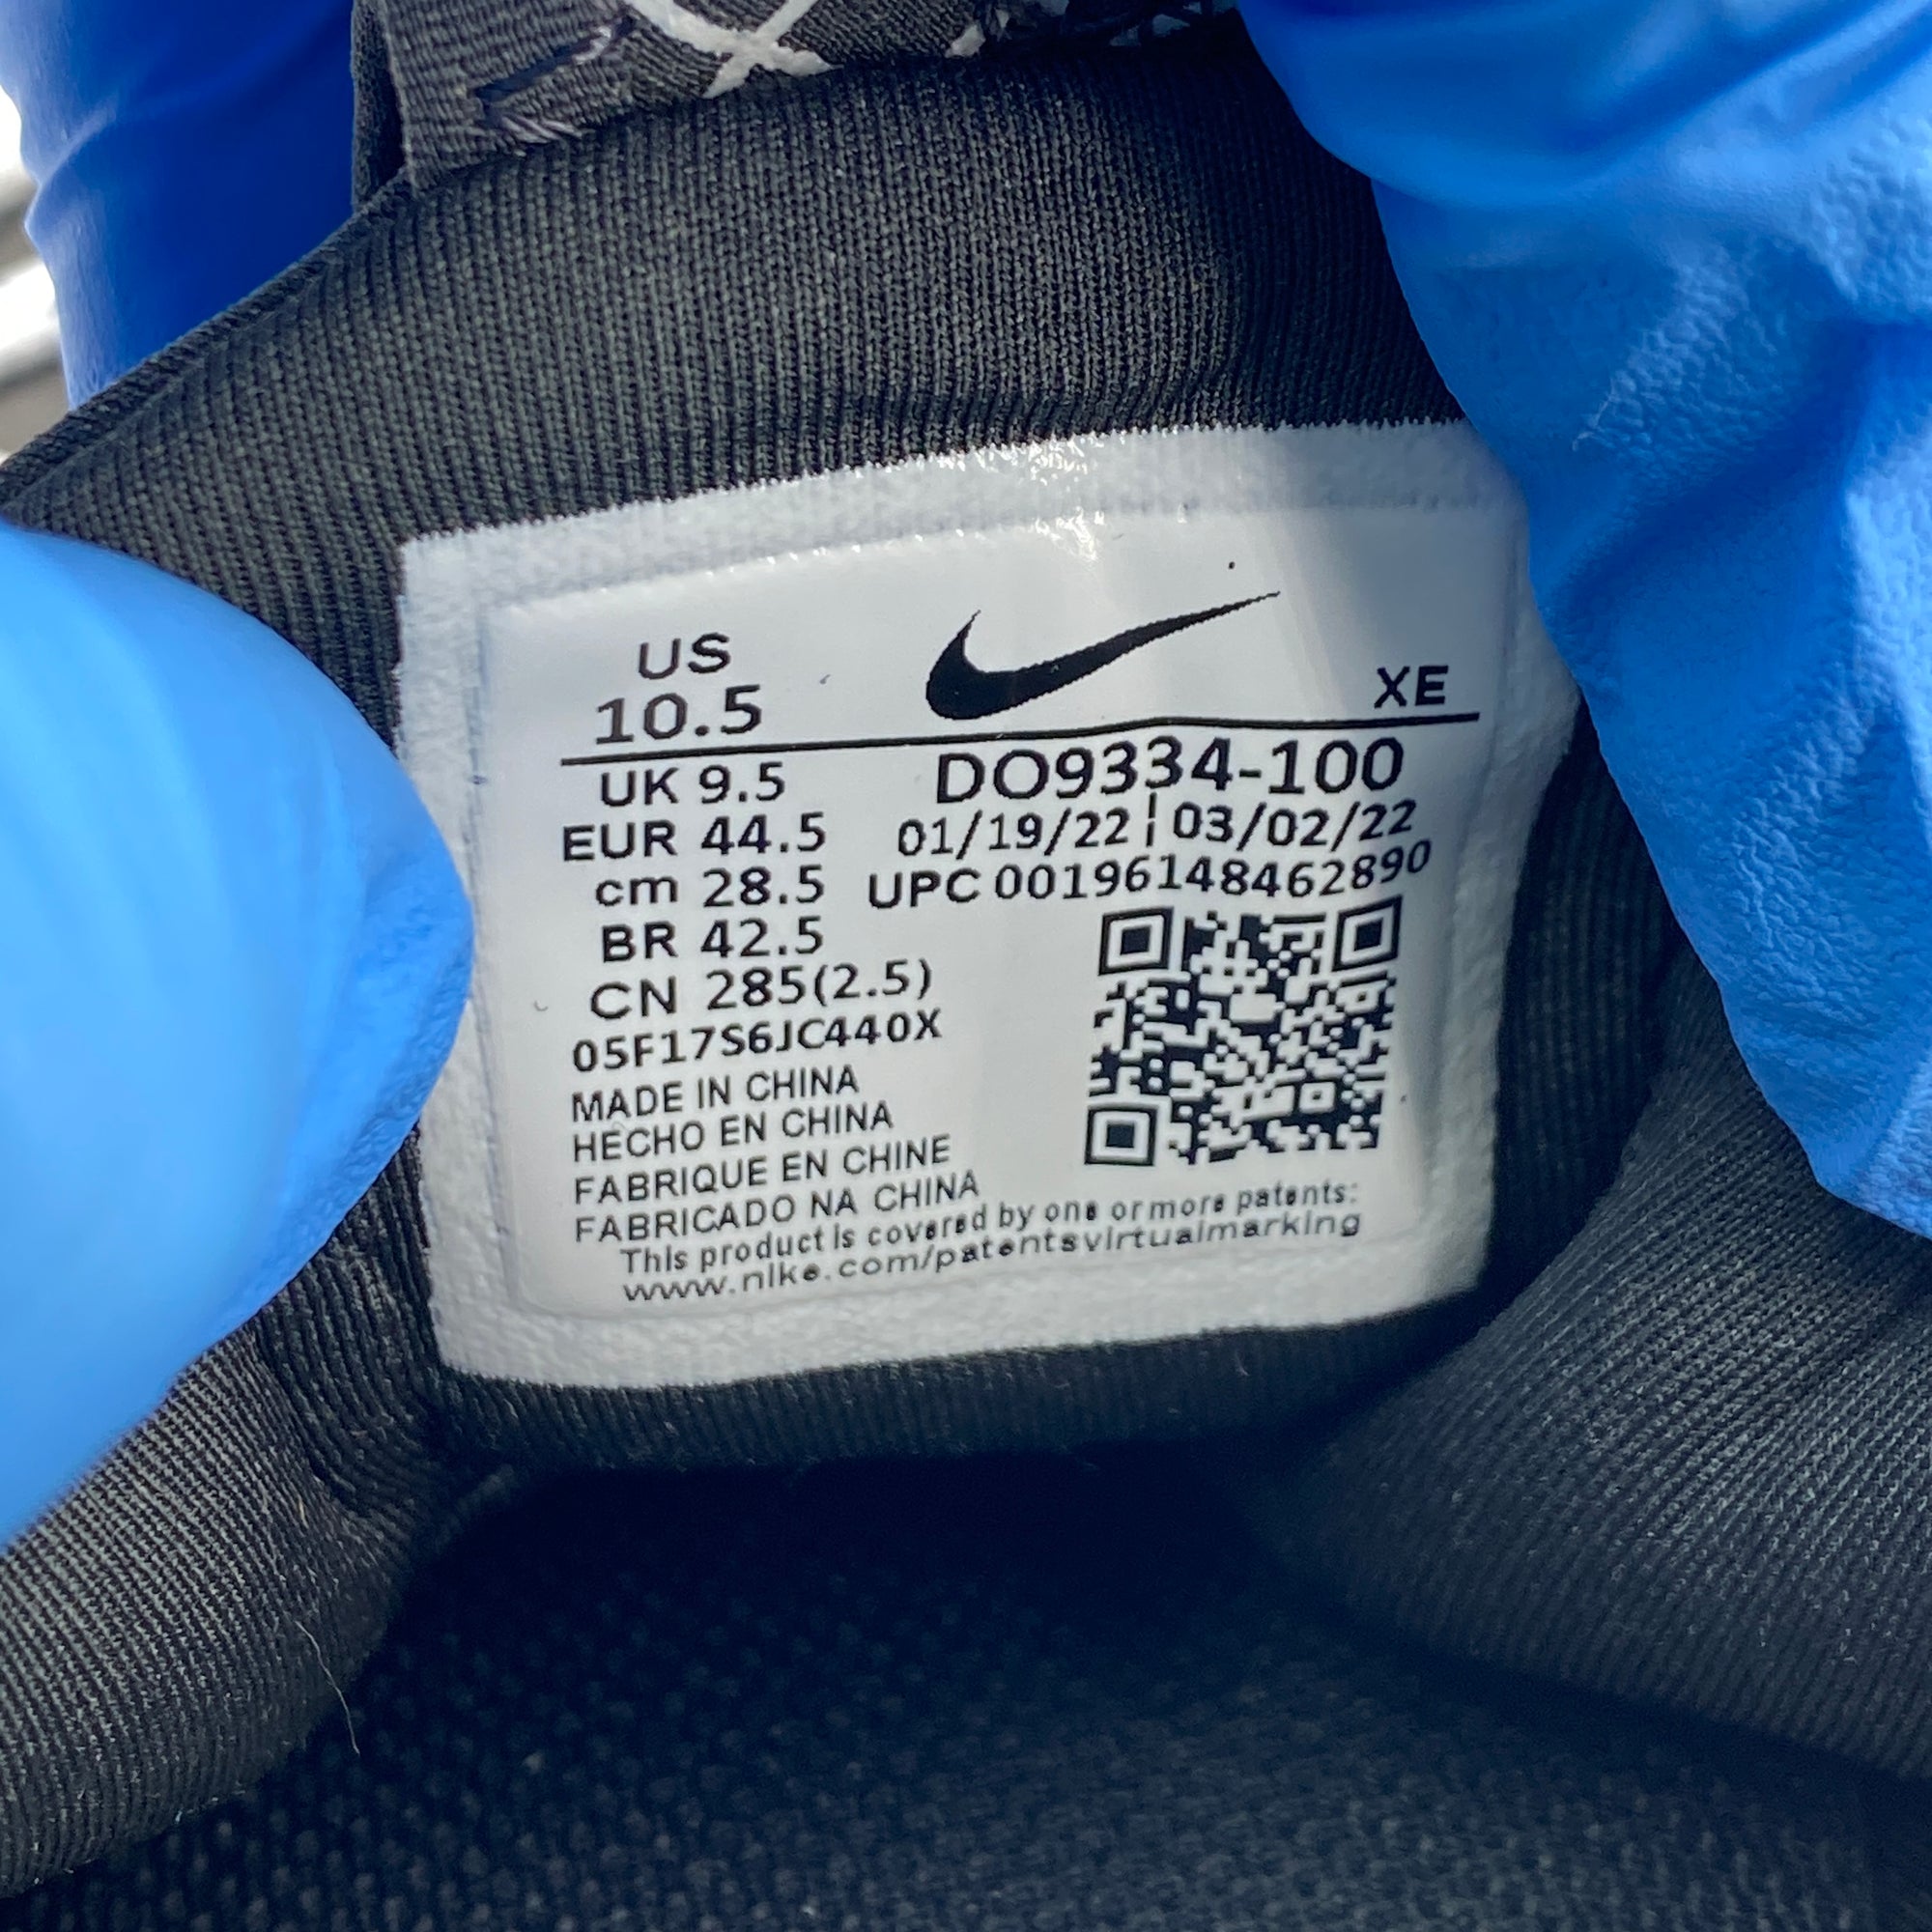 US
10.5
XE
UK 9.5
DO9334-100
EUR 44.5
01/19/22 ¦ 03/02/22
cm 28.5
UPC 00196148462890
BR 42.5
CN 285(2.5)
05F17S6JC440X
MADE IN CHINA
HECHO EN CHINA
FABRIQUE EN CHINE
FABRICADO NA CHINA
This product is covered by one or more patents:
www.nike.com/patentsvirtualmarking